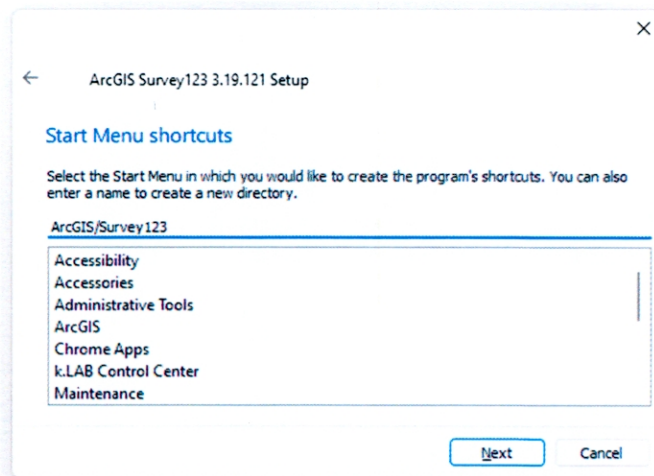 ArcGIS Survey123 3.19.121 Setup
Start Menu shortcuts
Select the Start Menu in which you would like to create the program's shortcuts. You can also
enter a name to create a new directory.
ArcGIS/Survey123
Accessibility
Accessories
Administrative Tools
ArcGIS
Chrome Apps
k.LAB Control Center
Maintenance
Next
Cancel